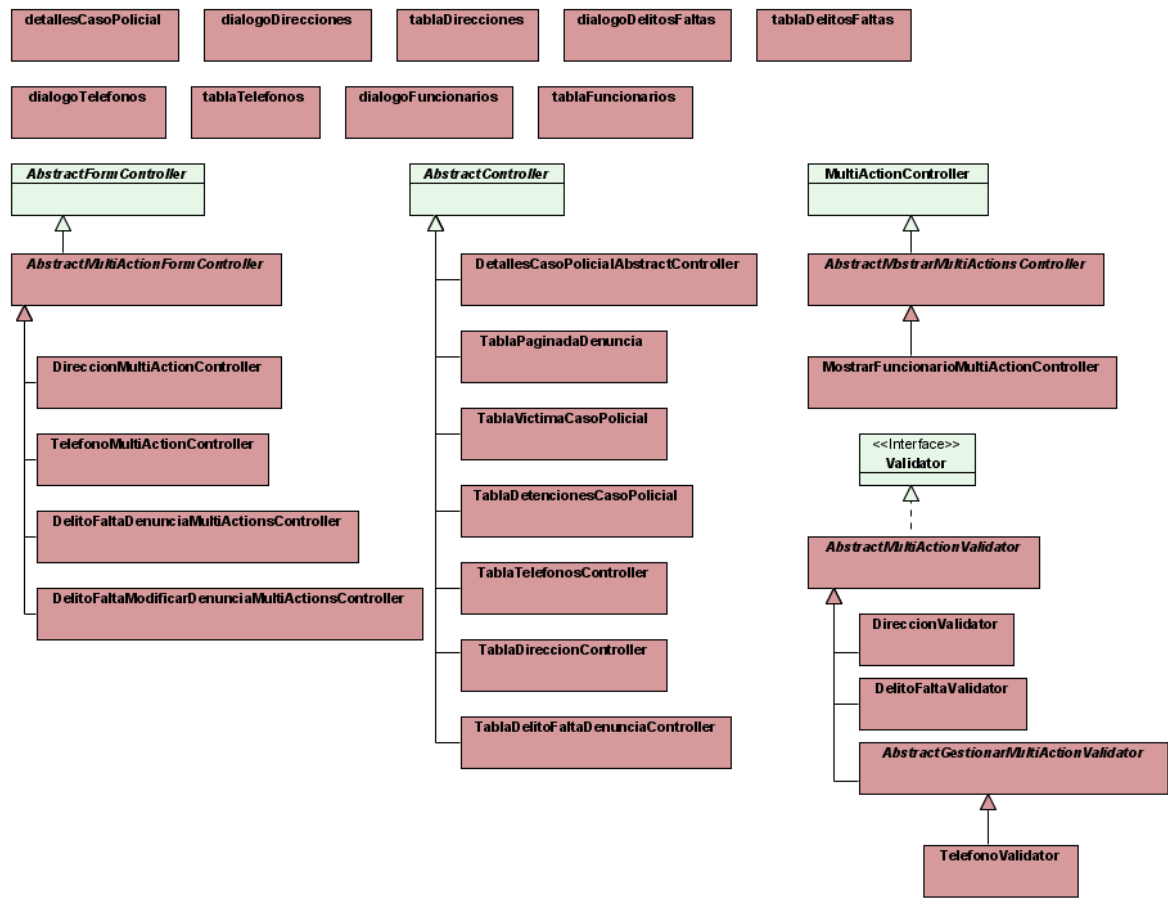 detallesCasoPolicial
dialogoDirecciones
tablaDirecciones
dialogoDelitosFaltas
tablaDelitosFaltas
dialogoTelefonos
tablaTelefonos
dialogoFuncionarios
tablaFuncionarios
AbstractFormController
AbstractMultiActionFormController
DireccionMultiActionController
TelefonoMultiActionController
DelitoFaltaDenunciaMultiActionsController
DelitoFaltaModificarDenunciaMultiActionsController
AbstractController
DetallesCasoPolicialAbstractController
TablaPaginadaDenuncia
TablaVictimaCasoPolicial
TablaDetencionesCasoPolicial
TablaTelefonosController
TablaDireccionController
TablaDelitoFaltaDenunciaController
MultiActionController
AbstractMostrarMultiActionsController
MostrarFuncionarioMultiActionController
<<Interface>>
Validator
AbstractMultiActionValidator
DireccionValidator
DelitoFaltaValidator
AbstractGestionarMultiActionValidator
TelefonoValidator